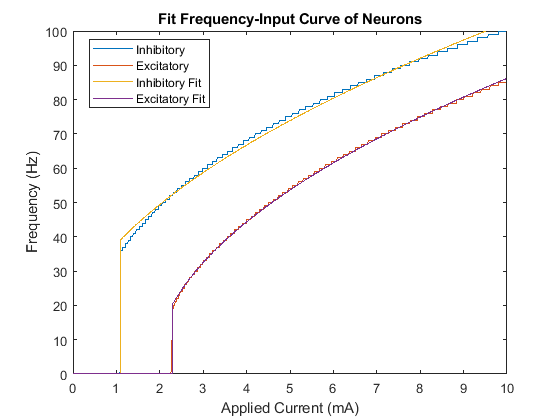 Fit Frequency-Input Curve of Neurons
Inhibitory
Excitatory
Inhibitory Fit
Excitatory Fit
Frequency (Hz)
100
90
80
70
60
50
40
30
20
10
0
0 1 2 3 4 5 6 7 8 9 10
Applied Current (mA)